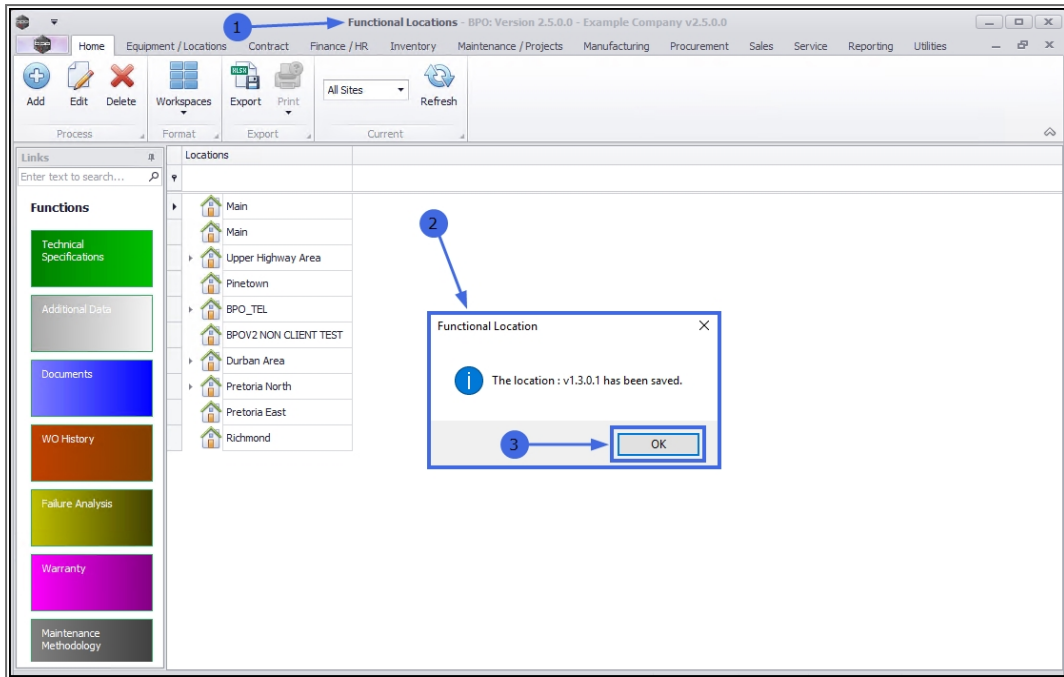 Functional Locations - BPO: Version 2.5.0.0 - Example Company v2.5.0.0
1
Home Equipment / Locations Contract Finance / HR Inventory Maintenance / Projects Manufacturing Procurement Sales Service Reporting Utilities
XLSX
All Sites
Add Edit Delete Workspaces Export Print Refresh
Process Format Export Current
Links
Locations
Enter text to search...
Functions
Main
Main
2
Technical
Specifications
Upper Highway Area
Pinetown
Additional Data
BPO_TEL
BPOV2 NON CLIENT TEST
Functional Location
Durban Area
Documents
Pretoria North
The location : v1.3.0.1 has been saved.
Pretoria East
WO History
Richmond
3
OK
Failure Analysis
Warranty
Maintenance
Methodology